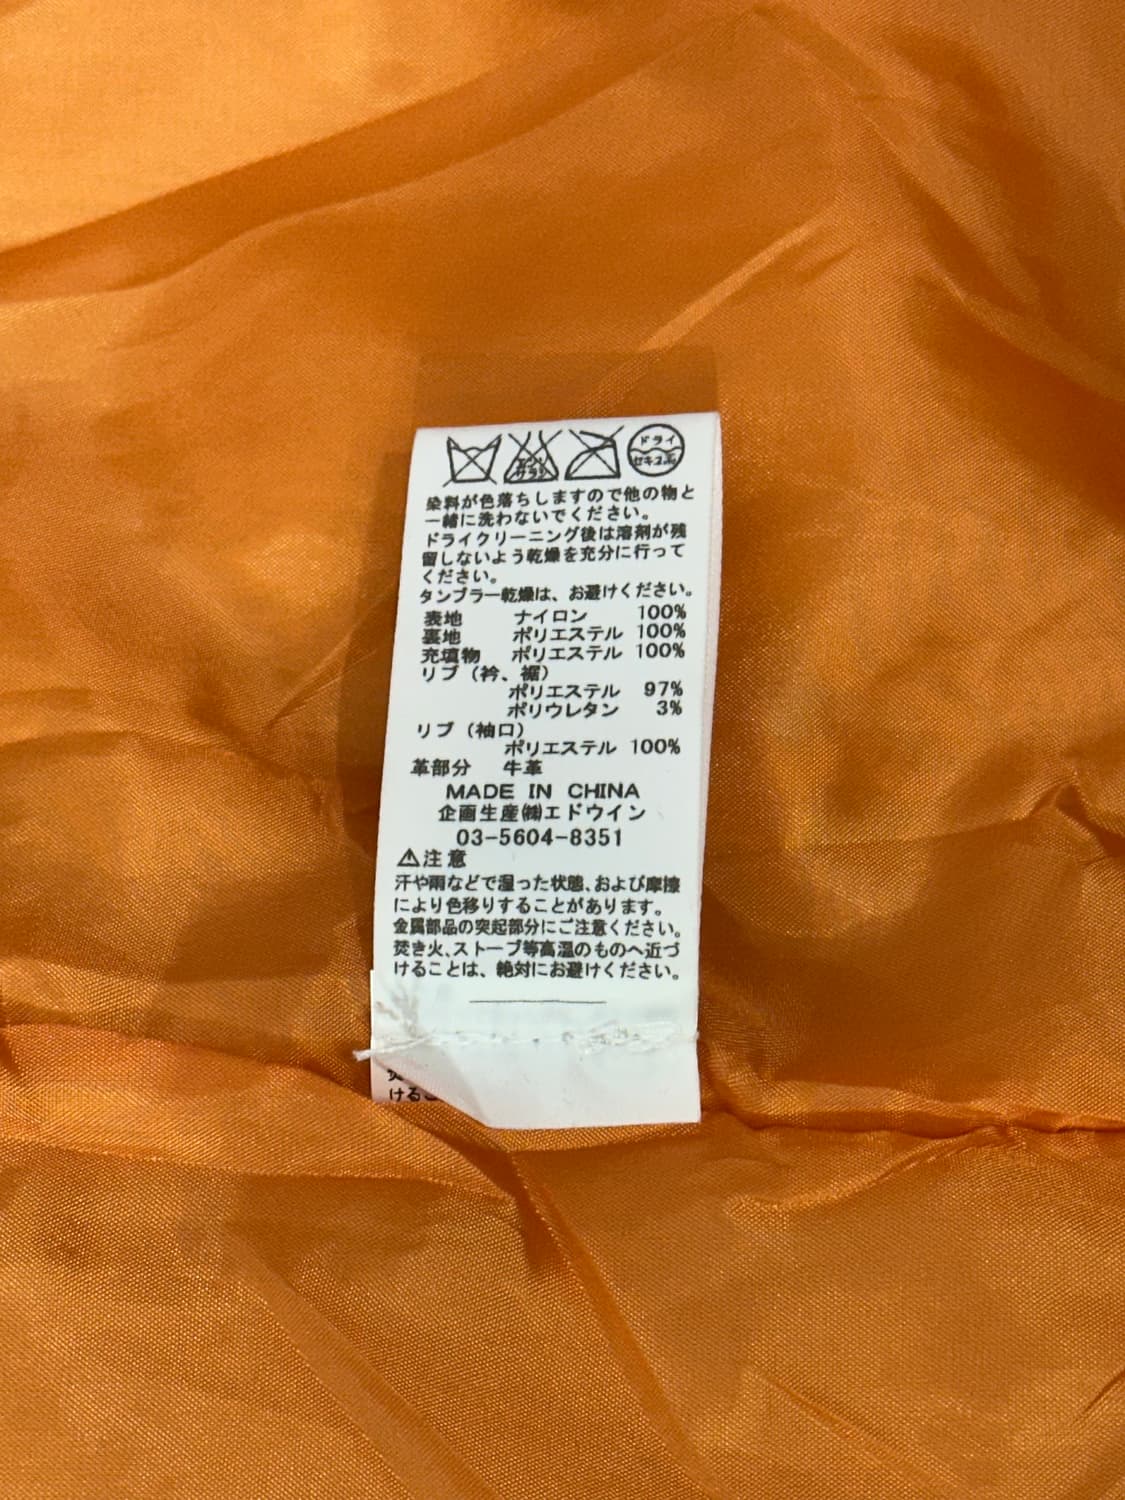 エンソ
サラシ
ドライ
セキユ系
染料が色落ちしますので他の物と
一緒に洗わないでください。
ドライクリーニング後は溶剤が残
留しないよう乾燥を充分に行って
ください。
タンブラー乾燥は、お避けください。
表地 ナイロン 100%
裏地 ポリエステル 100%
充填物 ポリエステル 100%
リブ(衿、裾)
ポリエステル 97%
ポリウレタン 3%
リブ(袖口)
ポリエステル 100%
革部分 牛革
MADE IN CHINA
企画生産㈱エドウイン
03-5604-8351
⚠注意
汗や雨などで湿った状態、および摩擦
により色移りすることがあります。
金属部品の突起部分にご注意ください。
焚き火、ストーブ等高温のものへ近づ
けることは、絶対にお避けください。
けるこ